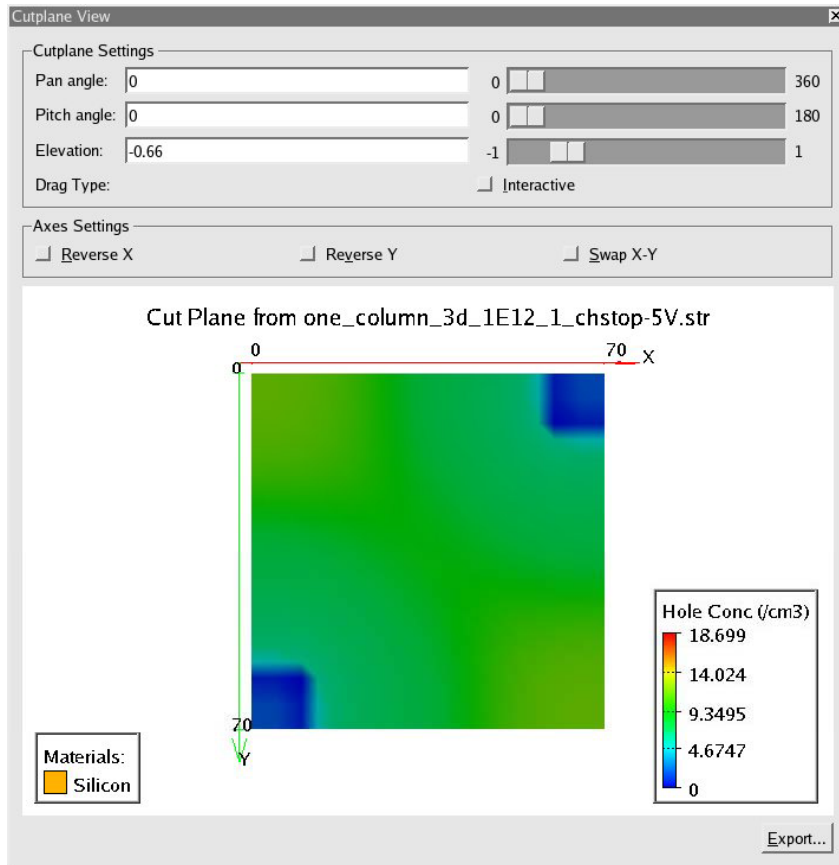 Cutplane View
Cutplane Settings
Pan angle: 0 0 360
Pitch angle: 0 0 180
Elevation: -0.66 -1 1
Drag Type: Interactive
Axes Settings
Reverse X Reverse Y Swap X-Y
Cut Plane from one_column_3d_1E12_1_chstop-5V.str
0 70 X
0
70
Y
Hole Conc (/cm3)
18.699
14.024
9.3495
4.6747
0
Materials:
Silicon
Export...